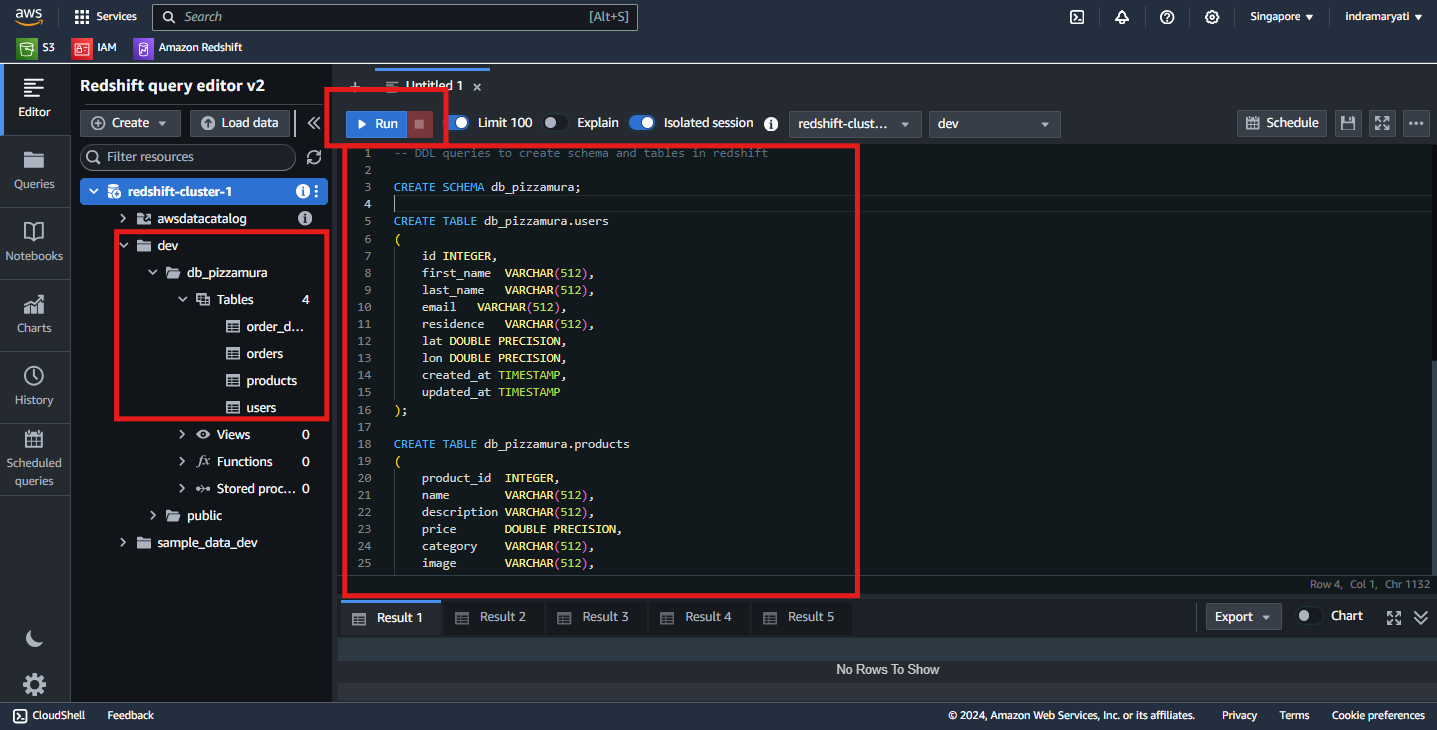 aws
Services
Search
[Alt+S]
Singapore
indramaryati
S3
IAM
Amazon Redshift
Editor
Queries
Notebooks
Charts
History
Scheduled
queries
Redshift query editor v2
Create
Load data
Filter resources
redshift-cluster-1
awsdatacatalog
dev
db_pizzamura
Tables 4
order_d...
orders
products
users
Views 0
fx Functions 0
Stored proc... 0
public
sample_data_dev
Untitled 1
Run
Limit 100
Explain
Isolated session
redshift-clust...
dev
Schedule
1 -- DDL queries to create schema and tables in redshift
2
3 CREATE SCHEMA db_pizzamura;
4
5 CREATE TABLE db_pizzamura.users
6 (
7 id INTEGER,
8 first_name VARCHAR(512),
9 last_name VARCHAR(512),
10 email VARCHAR(512),
11 residence VARCHAR(512),
12 lat DOUBLE PRECISION,
13 lon DOUBLE PRECISION,
14 created_at TIMESTAMP,
15 updated_at TIMESTAMP
16 );
17
18 CREATE TABLE db_pizzamura.products
19 (
20 product_id INTEGER,
21 name VARCHAR(512),
22 description VARCHAR(512),
23 price DOUBLE PRECISION,
24 category VARCHAR(512),
25 image VARCHAR(512),
Row 4, Col 1, Chr 1132
Result 1
Result 2
Result 3
Result 4
Result 5
Export
Chart
No Rows To Show
CloudShell
Feedback
© 2024, Amazon Web Services, Inc. or its affiliates.
Privacy
Terms
Cookie preferences